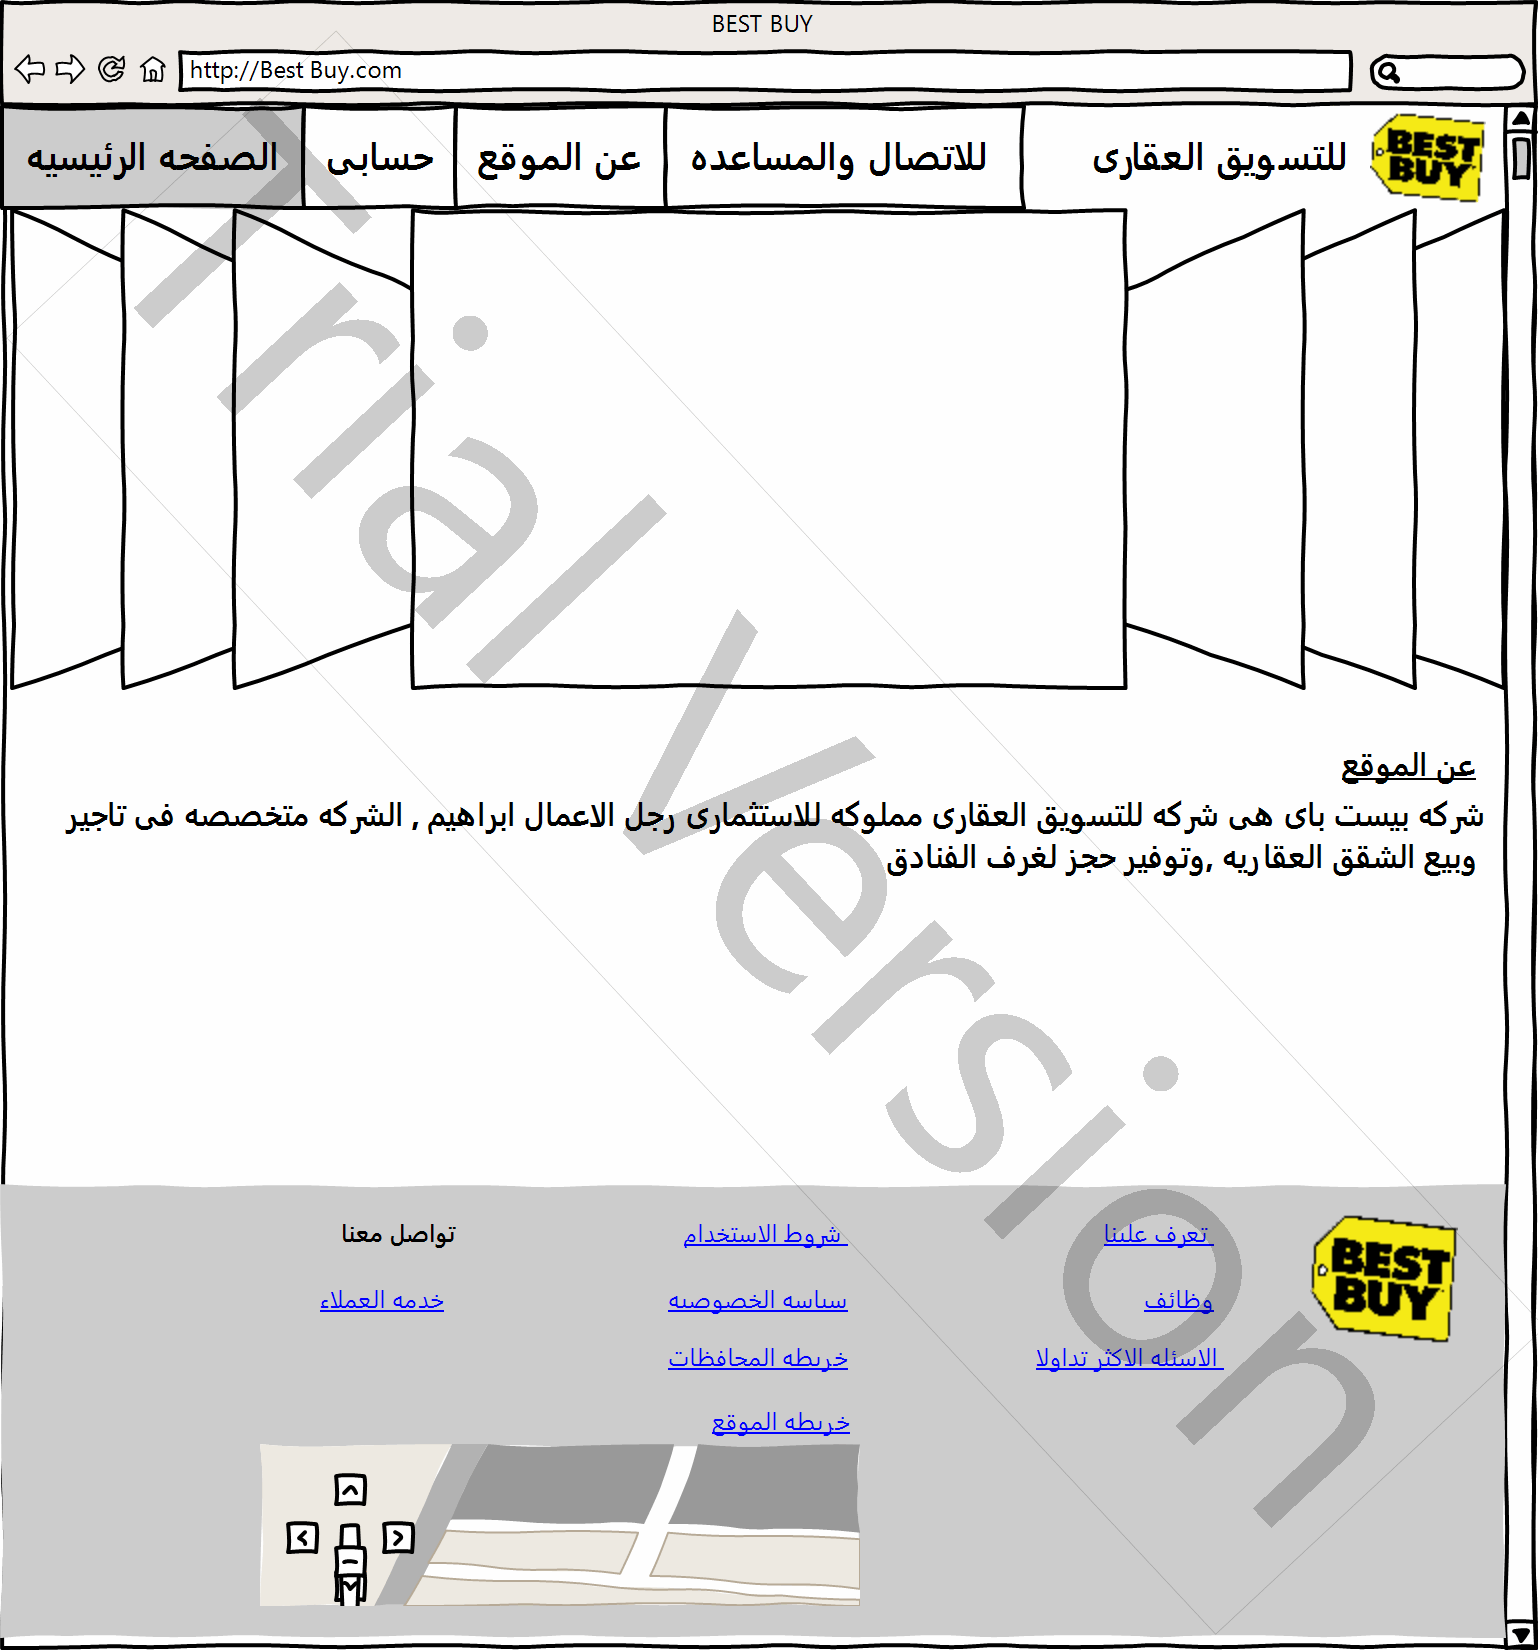 BEST BUY
http://Best Buy.com
BEST
BUY
للتسويق العقارى
للاتصال والمساعده
عن الموقع
حسابى
الصفحه الرئيسيه
عن الموقع
شركه بيست باى هى شركه للتسويق العقارى مملوكه للاستثمارى رجل الاعمال ابراهيم , الشركه متخصصه فى تاجير
وبيع الشقق العقاريه ,وتوفير حجز لغرف الفنادق
BEST
BUY
تعرف علينا
وظائف
الاسئله الاكثر تداولا
شروط الاستخدام
سياسه الخصوصيه
خريطه المحافظات
خريطه الموقع
تواصل معنا
خدمه العملاء
Trial Version